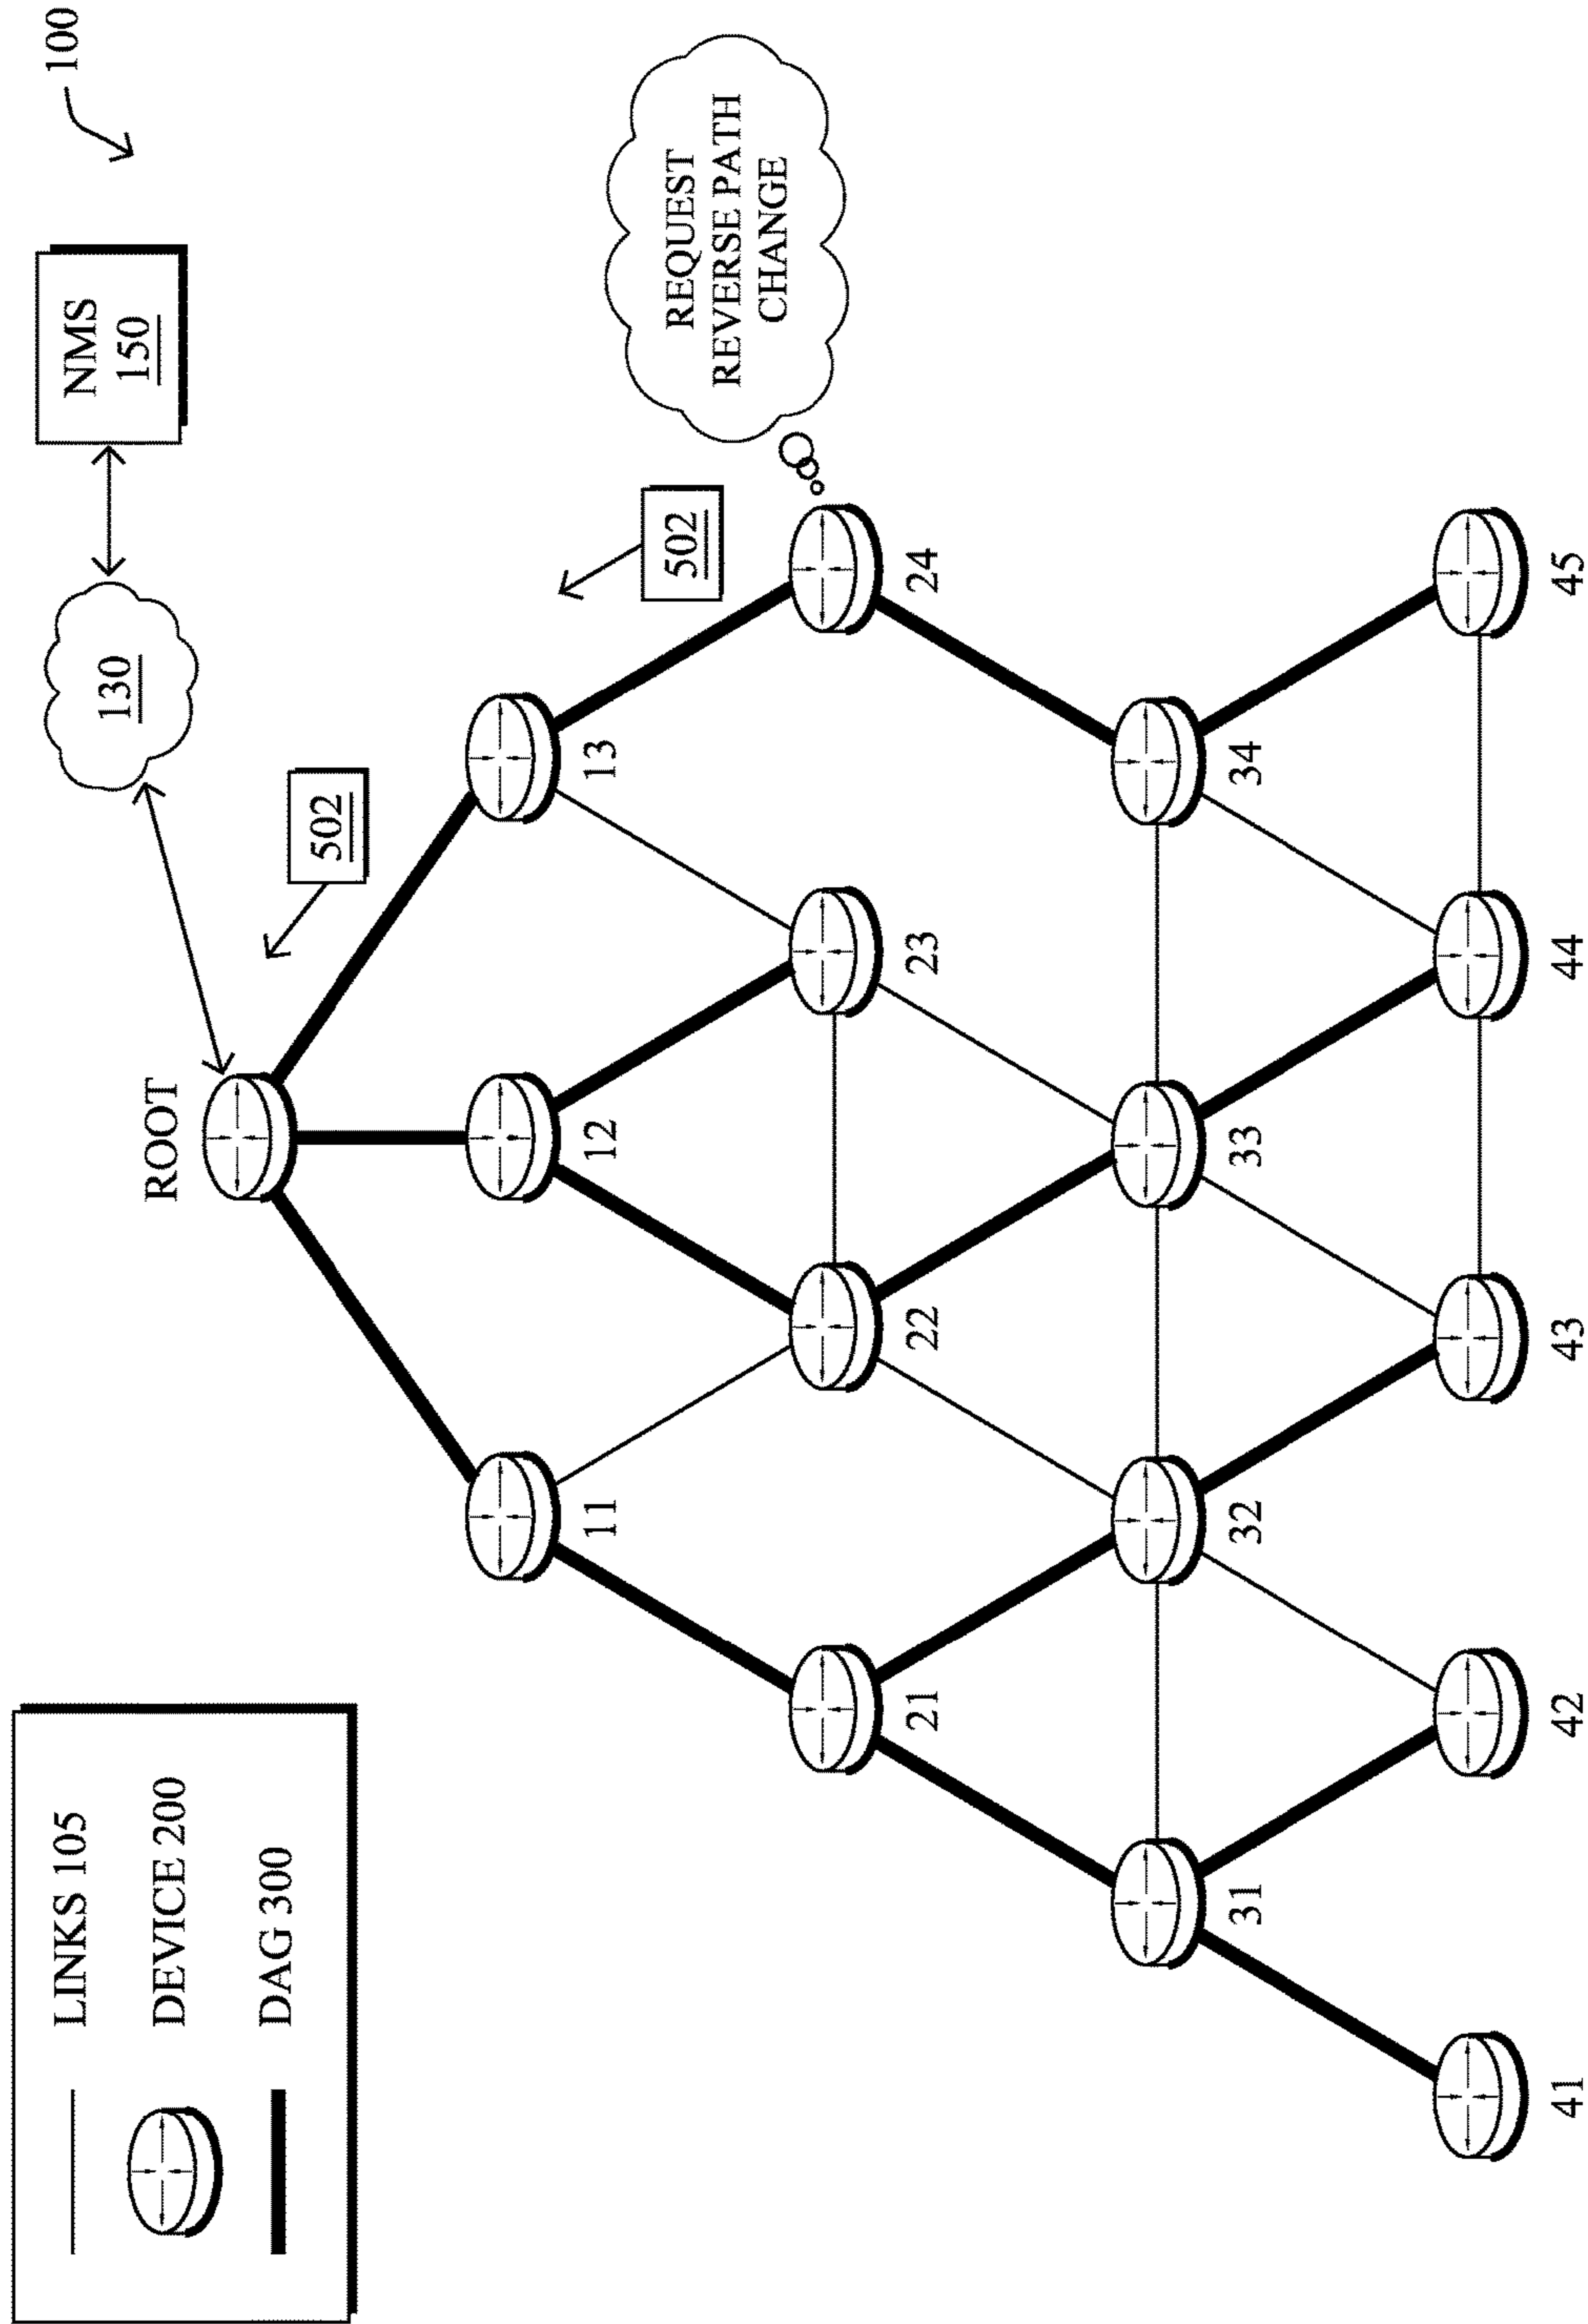 LINKS 105
DEVICE 200
DAG 300
100
NMS
150
130
ROOT
502
11
12
13
502
REQUEST
REVERSE PATH
CHANGE
21
22
23
24
31
32
33
34
41
42
43
44
45